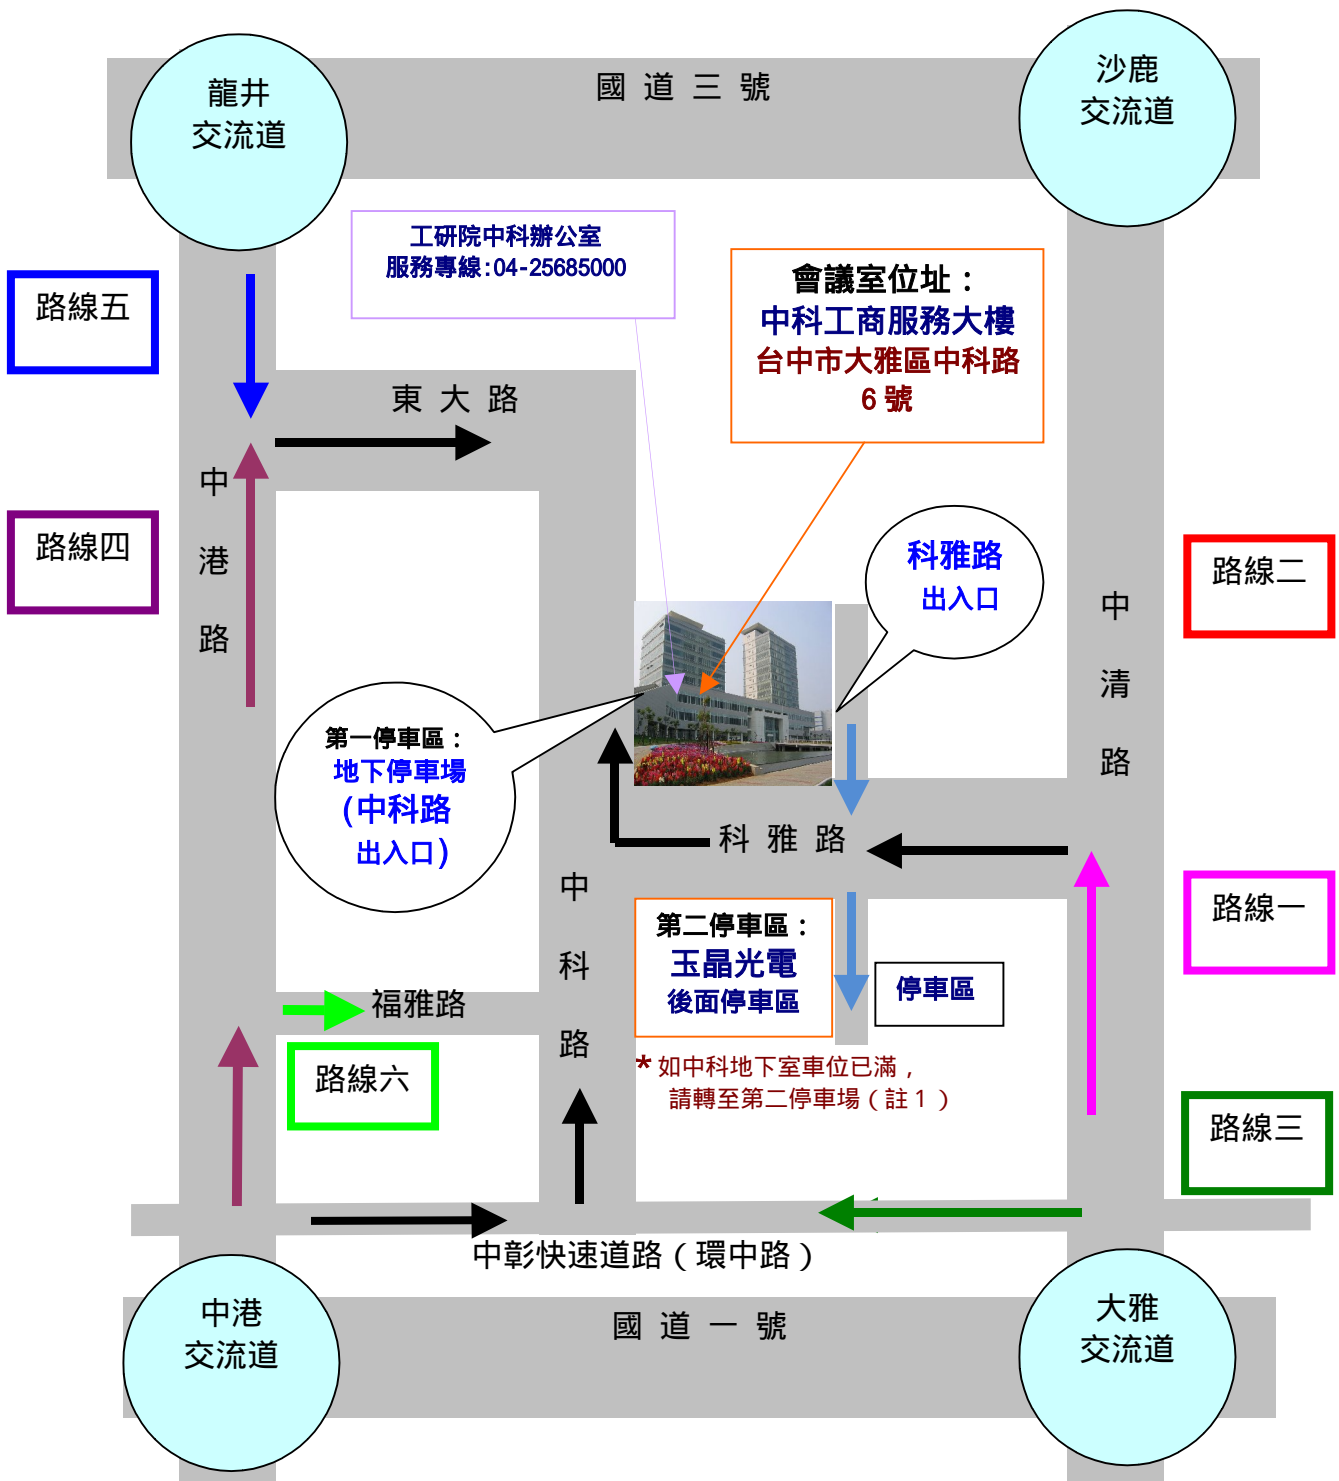 龍井
交流道
國 道 三 號
沙鹿
交流道
工研院中科辦公室
服務專線:04-25685000
會議室位址：
中科工商服務大樓
台中市大雅區中科路
6 號
路線五
東 大 路
中
港
路
路線四
科雅路
出入口
路線二
中
清
路
第一停車區：
地下停車場
(中科路
出入口)
科 雅 路
中
科
路
路線一
第二停車區：
玉晶光電
後面停車區
停車區
福雅路
路線六
* 如中科地下室車位已滿，
請轉至第二停車場（註1）
路線三
中彰快速道路（環中路）
中港
交流道
國 道 一 號
大雅
交流道